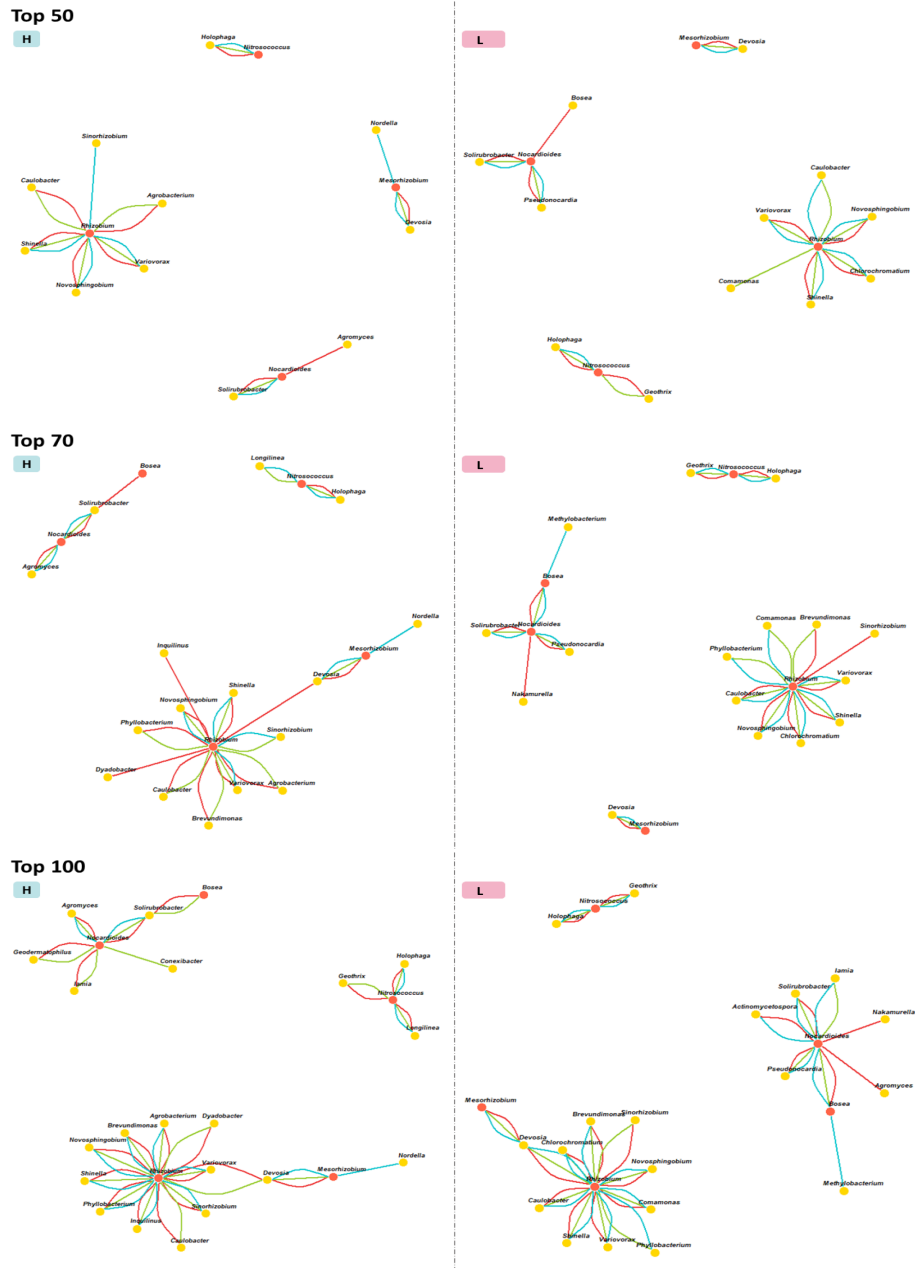 Top 50
H
L
Holophaga
Nitrosococcus
Mesorhizobium
Devosia
Nordella
Sinorhizobium
Mesorhizobium
Caulobacter
Agrobacterium
Rhizobium
Devosia
Shinella
Variovorax
Novosphingobium
Agromyces
Nocardioides
Solirubrobacter
Bosea
Solirubrobacter
Nocardioides
Pseudonocardia
Caulobacter
Variovorax
Novosphingobium
Rhizobium
Comamonas
Chlorochromatium
Shinella
Holophaga
Nitrosococcus
Geothrix
Top 70
H
L
Bosea
Longilinea
Solirubrobacter
Nitrosococcus
Holophaga
Nocardioides
Agromyces
Nordella
Inquilinus
Mesorhizobium
Devosia
Shinella
Novosphingobium
Phyllobacterium
Sinorhizobium
Rhizobium
Dyadobacter
Caulobacter
Variovorax
Agrobacterium
Brevundimonas
Geothrix
Nitrosococcus
Holophaga
Methylobacterium
Bosea
Solirubrobacter
Nocardioides
Pseudonocardia
Nakamurella
Comamonas
Brevundimonas
Sinorhizobium
Phyllobacterium
Rhizobium
Variovorax
Caulobacter
Shinella
Novosphingobium
Chlorochromatium
Devosia
Mesorhizobium
Top 100
H
L
Bosea
Agromyces
Solirubrobacter
Nocardioides
Geodermatophilus
Conexibacter
Iamia
Holophaga
Geothrix
Nitrosococcus
Longilinea
Agrobacterium
Dyadobacter
Brevundimonas
Novosphingobium
Rhizobium
Variovorax
Shinella
Devosia
Mesorhizobium
Nordella
Phyllobacterium
Sinorhizobium
Inquilinus
Caulobacter
Geothrix
Nitrosococcus
Holophaga
Iamia
Solirubrobacter
Actinomycetospora
Nakamurella
Nocardioides
Pseudonocardia
Agromyces
Bosea
Methylobacterium
Mesorhizobium
Brevundimonas
Sinorhizobium
Devosia
Chlorochromatium
Novosphingobium
Rhizobium
Caulobacter
Comamonas
Shinella
Variovorax
Phyllobacterium